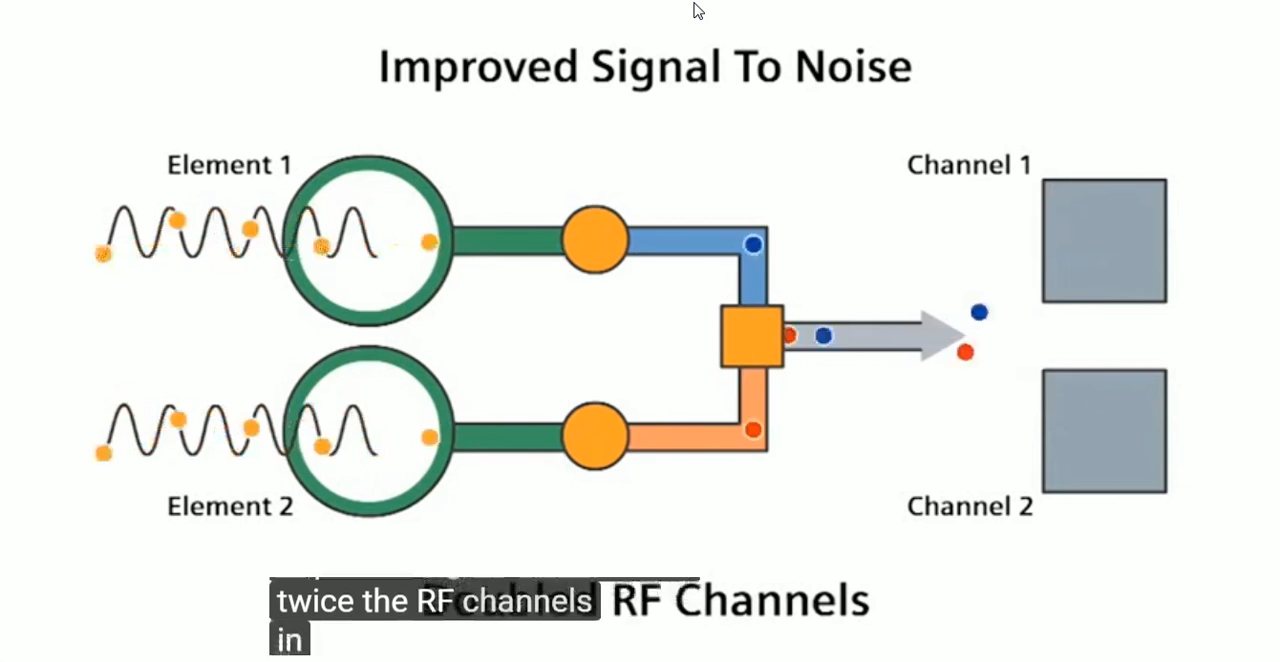 Improved Signal To Noise
Element 1
Channel 1
Element 2
Channel 2
twice the RF channels
in
RF Channels